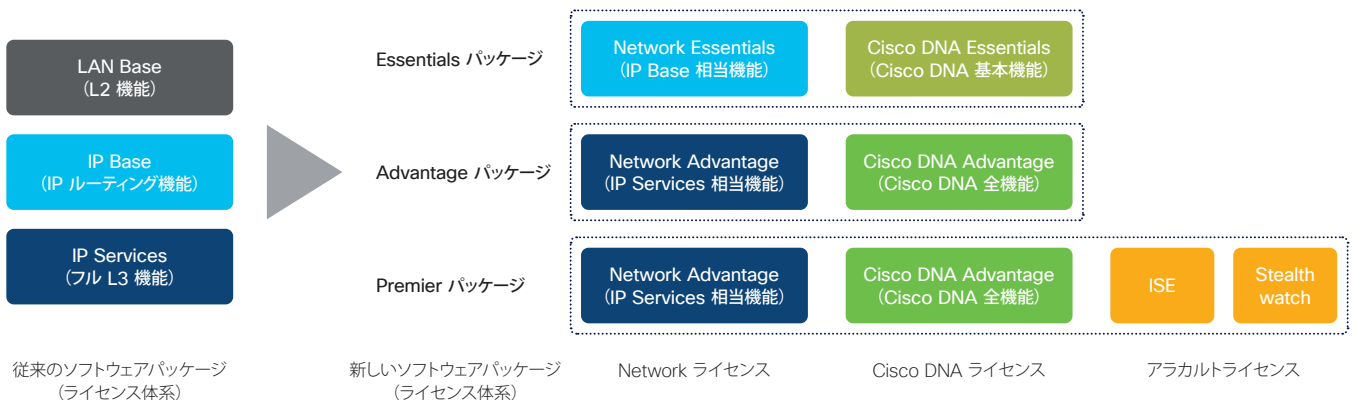 LAN Base
(L2 機能)
IP Base
(IP ルーティング機能)
IP Services
(フル L3 機能)
従来のソフトウェアパッケージ
(ライセンス体系)
Essentials パッケージ
Network Essentials
(IP Base 相当機能)
Cisco DNA Essentials
(Cisco DNA 基本機能)
Advantage パッケージ
Network Advantage
(IP Services 相当機能)
Cisco DNA Advantage
(Cisco DNA 全機能)
Premier パッケージ
Network Advantage
(IP Services 相当機能)
Cisco DNA Advantage
(Cisco DNA 全機能)
ISE
Stealth
watch
新しいソフトウェアパッケージ
(ライセンス体系)
Network ライセンス
Cisco DNA ライセンス
アラカルトライセンス